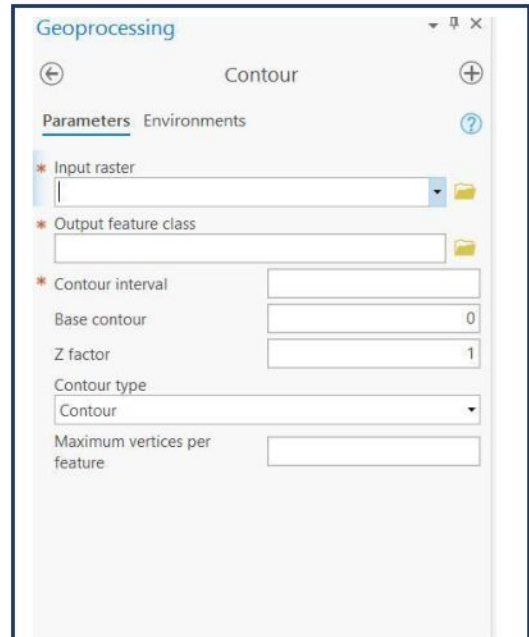 Geoprocessing
Contour
Parameters Environments
* Input raster
* Output feature class
* Contour interval
Base contour 0
Z factor 1
Contour type
Contour
Maximum vertices per
feature